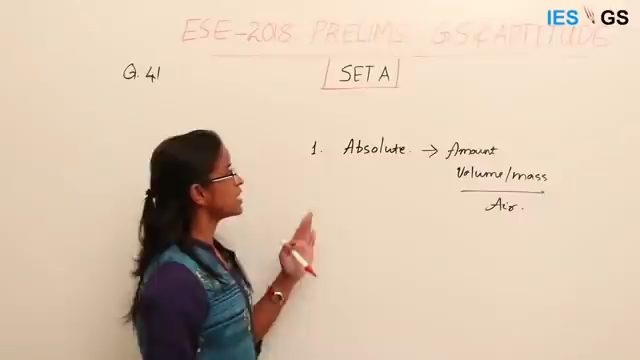 IES GS
ESE-2018 PRELIMS GS & APTITUDE
Q. 41
SET A
1. Absolute. → Amount
Volume/mass
Air.